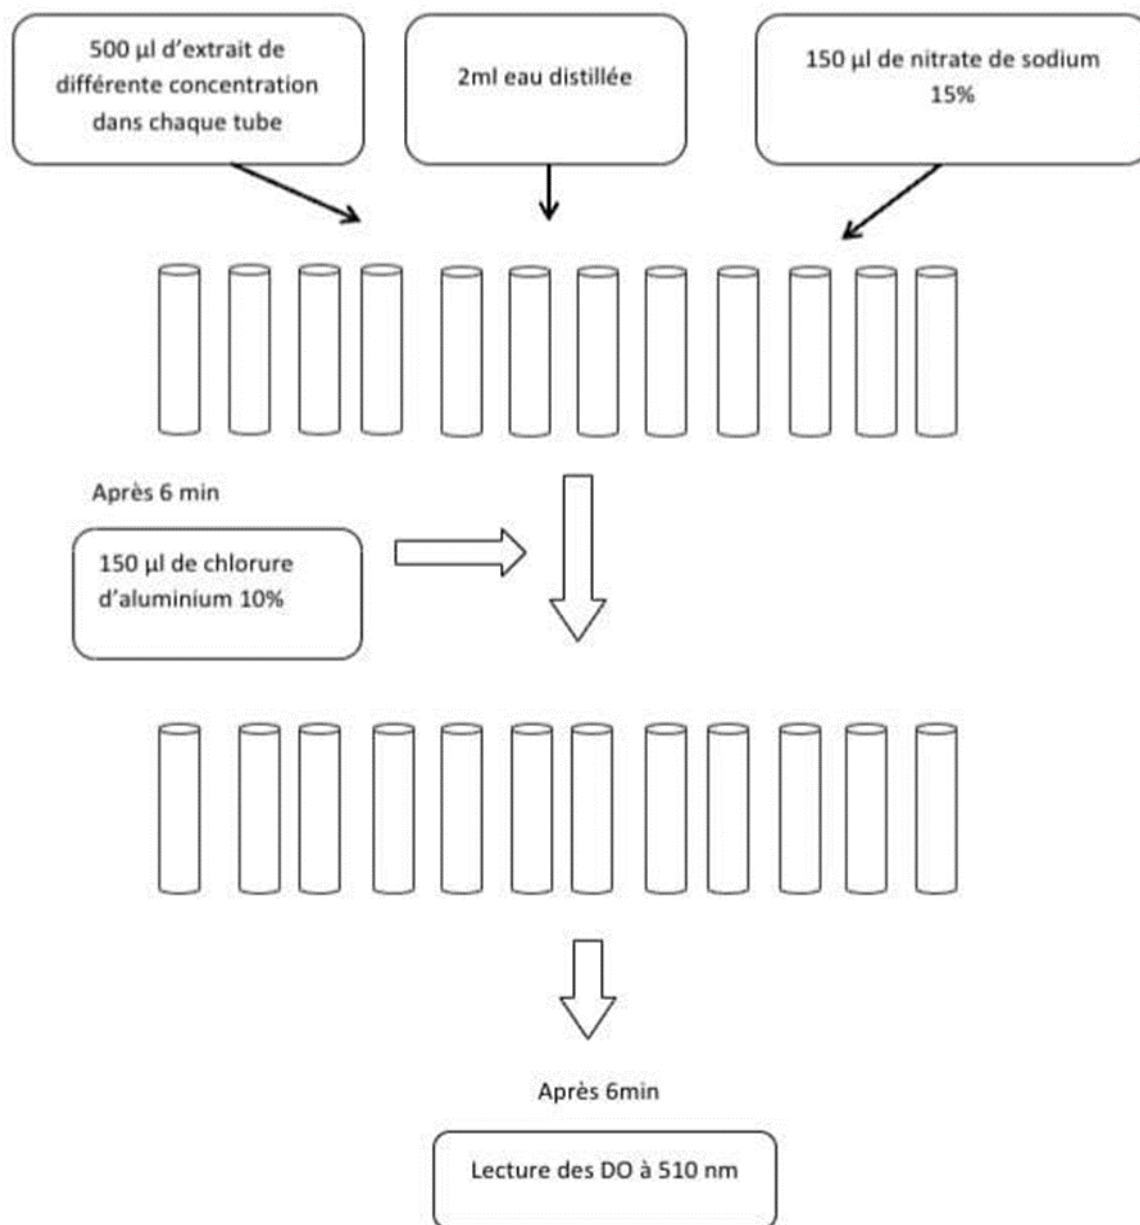 500 µl d'extrait de
différente concentration
dans chaque tube
2ml eau distillée
150 µl de nitrate de sodium
15%
Après 6 min
150 µl de chlorure
d'aluminium 10%
Après 6min
Lecture des DO à 510 nm